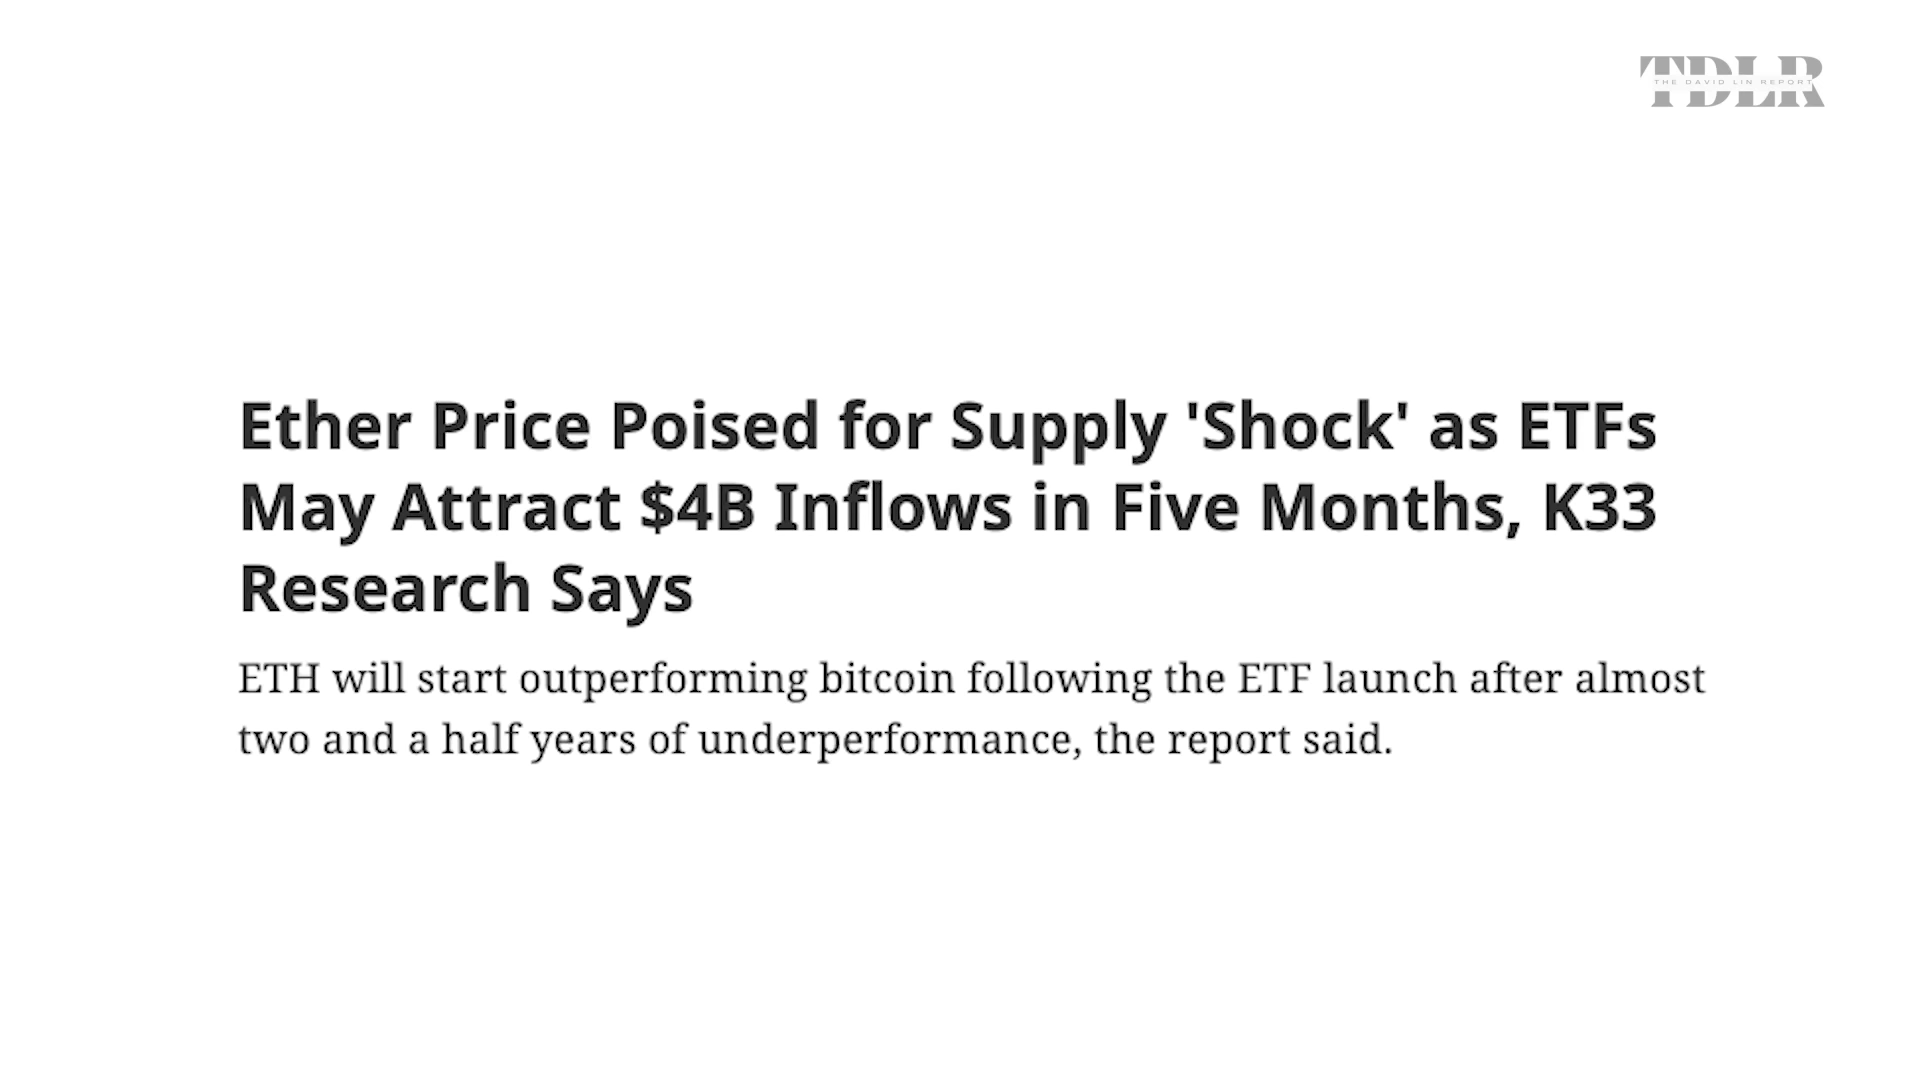 TDLR
THE DAVID LIN REPORT
Ether Price Poised for Supply 'Shock' as ETFs
May Attract $4B Inflows in Five Months, K33
Research Says
ETH will start outperforming bitcoin following the ETF launch after almost
two and a half years of underperformance, the report said.